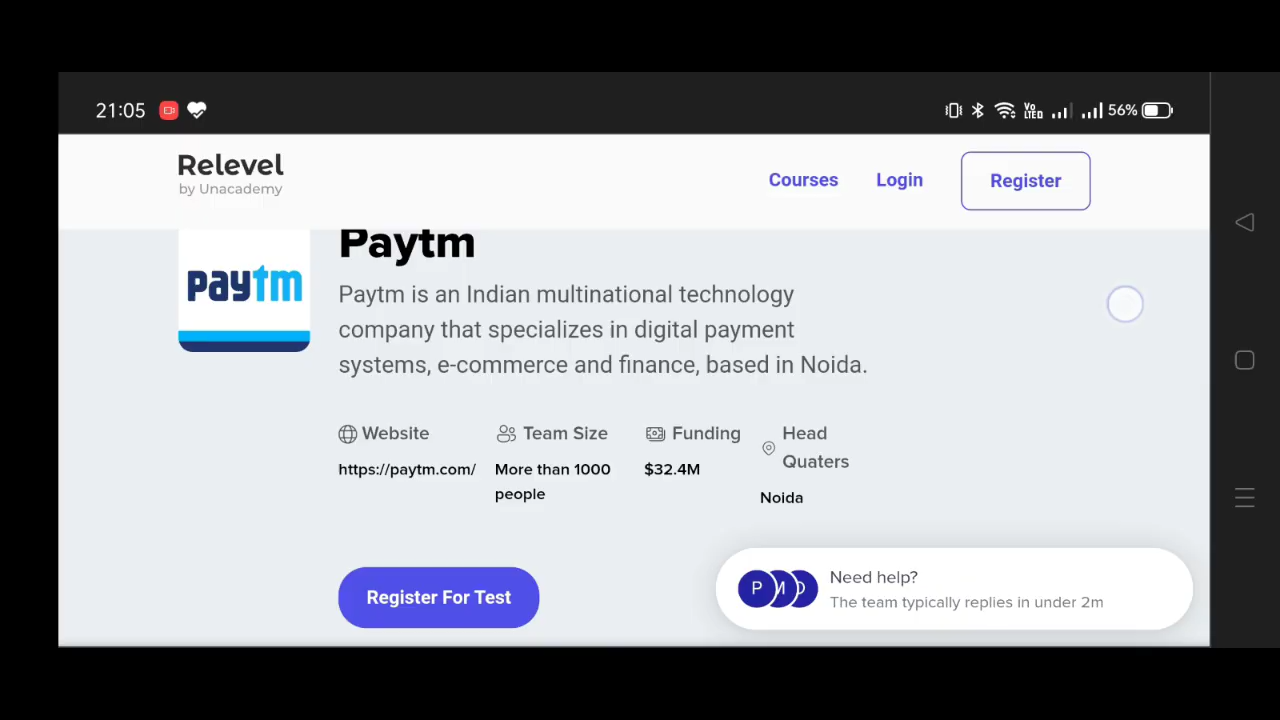 21:05
Vo
LTED
56%
Relevel
by Unacademy
Courses
Login
Register
Paytm
paytm
Paytm is an Indian multinational technology
company that specializes in digital payment
systems, e-commerce and finance, based in Noida.
Website
https://paytm.com/
Team Size
More than 1000
people
Funding
$32.4M
Head
Quaters
Noida
Register For Test
P
Need help?
The team typically replies in under 2m